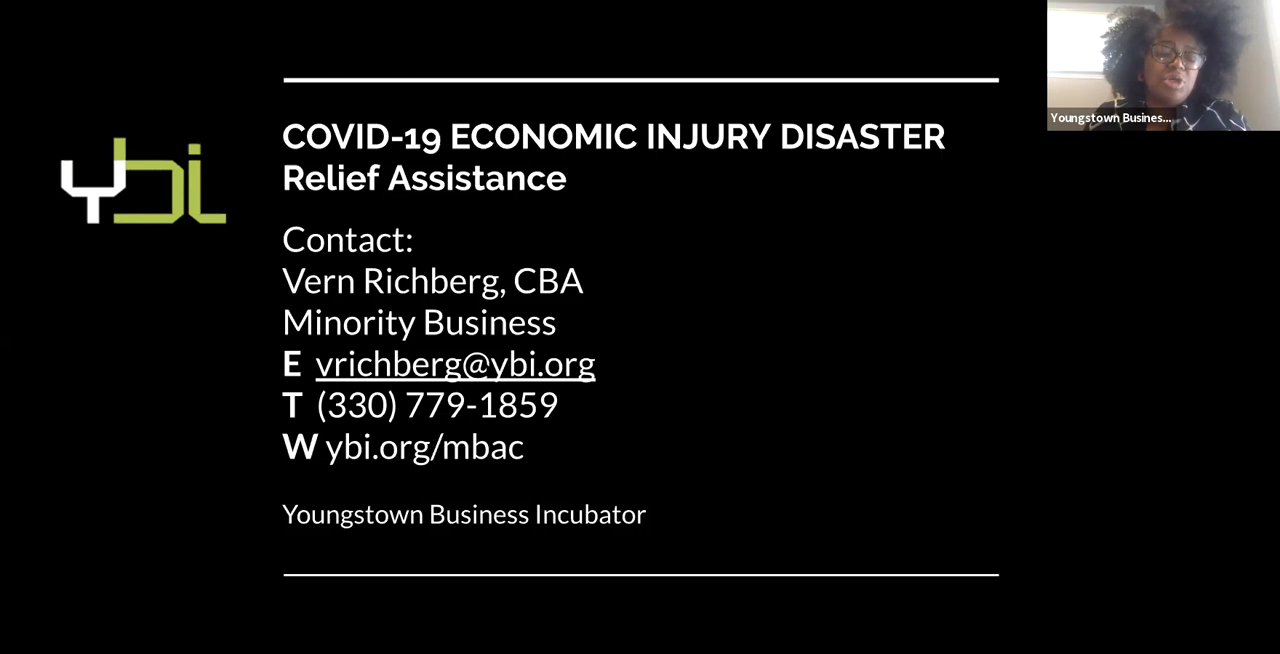 ybi
COVID-19 ECONOMIC INJURY DISASTER
Relief Assistance
Contact:
Vern Richberg, CBA
Minority Business
E vrichberg@ybi.org
T (330) 779-1859
W ybi.org/mbac
Youngstown Business Incubator
Youngstown Busines...